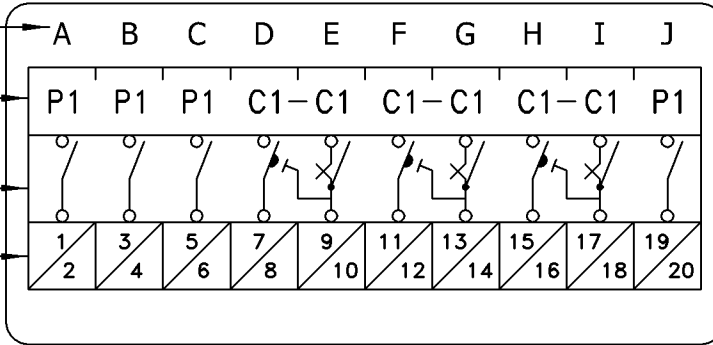 A B C D E F G H I J
P1 P1 P1 C1-C1 C1-C1 C1-C1 P1
1 3 5 7 9 11 13 15 17 19
2 4 6 8 10 12 14 16 18 20